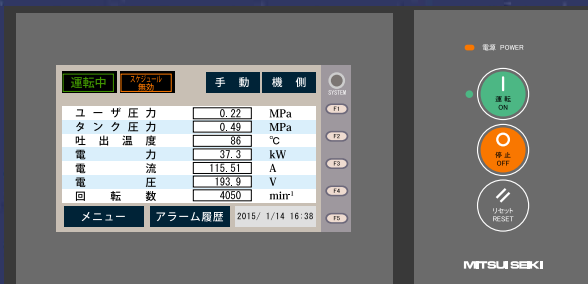 電源 POWER
運転中 スケジュール無効 手動 機側
SYSTEM
ユーザ圧力 0.22 MPa
F1
タンク圧力 0.49 MPa
F2
吐出温度 86 ℃
電力 37.3 kW
F3
電流 115.51 A
電圧 193.9 V
F4
回転数 4050 min⁻¹
メニュー アラーム履歴 2015/ 1/14 16:38
F5
運転
ON
停止
OFF
リセット
RESET
MITSUI SEIKI